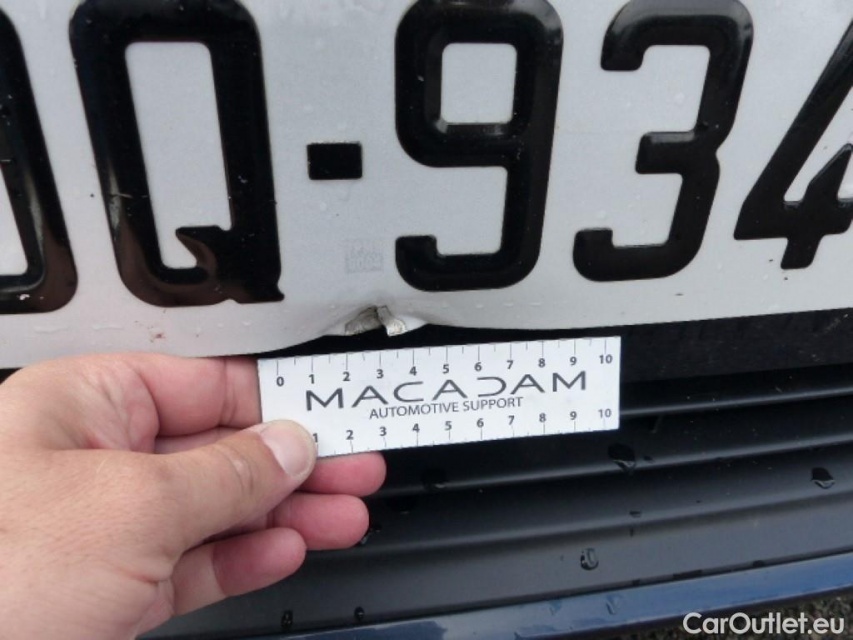 Q-934
0 1 2 3 4 5 6 7 8 9 10
MACADAM
AUTOMOTIVE SUPPORT
1 2 3 4 5 6 7 8 9 10
CarOutlet.eu